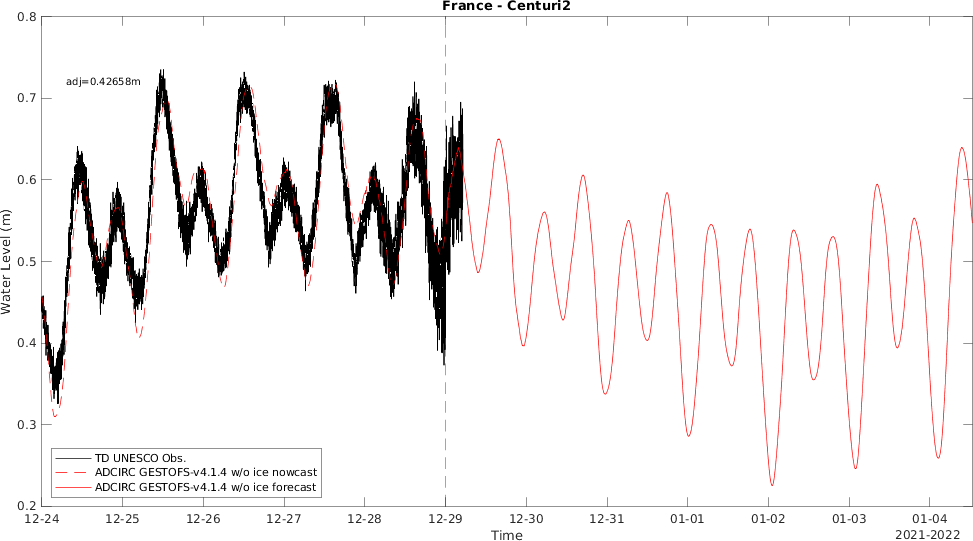 France - Centuri2
0.8
0.7
0.6
0.5
0.4
0.3
0.2
Water Level (m)
adj=0.42658m
TD UNESCO Obs.
ADCIRC GESTOFS-v4.1.4 w/o ice nowcast
ADCIRC GESTOFS-v4.1.4 w/o ice forecast
12-24 12-25 12-26 12-27 12-28 12-29 12-30 12-31 01-01 01-02 01-03 01-04
Time
2021-2022